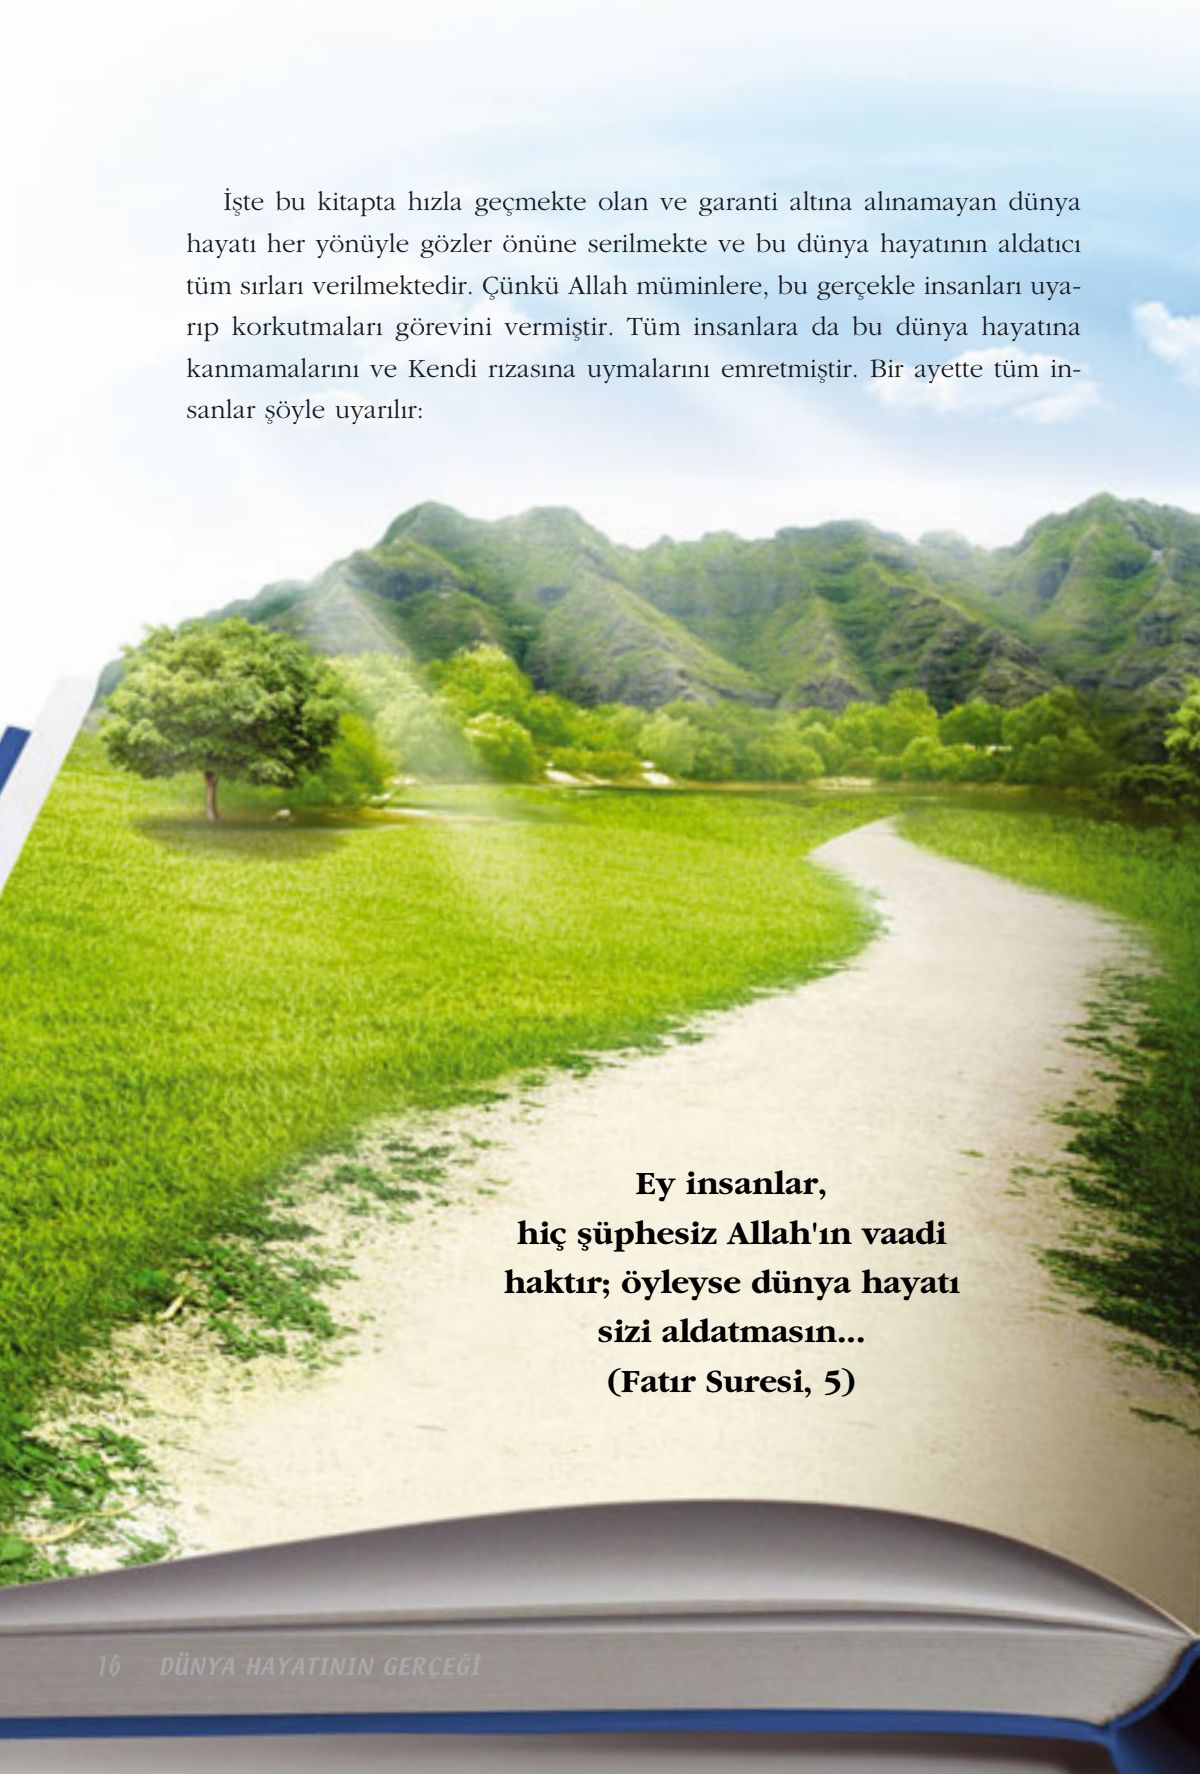 İşte bu kitapta hızla geçmekte olan ve garanti altına alınamayan dünya
hayatı her yönüyle gözler önüne serilmekte ve bu dünya hayatının aldatıcı
tüm sırları verilmektedir. Çünkü Allah müminlere, bu gerçekle insanları uya-
rıp korkutmaları görevini vermiştir. Tüm insanlara da bu dünya hayatına
kanmamalarını ve Kendi rızasına uymalarını emretmiştir. Bir ayette tüm in-
sanlar şöyle uyarılır:
Ey insanlar,
hiç şüphesiz Allah'ın vaadi
haktır; öyleyse dünya hayatı
sizi aldatmasın...
(Fatır Suresi, 5)
16 DÜNYA HAYATININ GERÇEĞİ